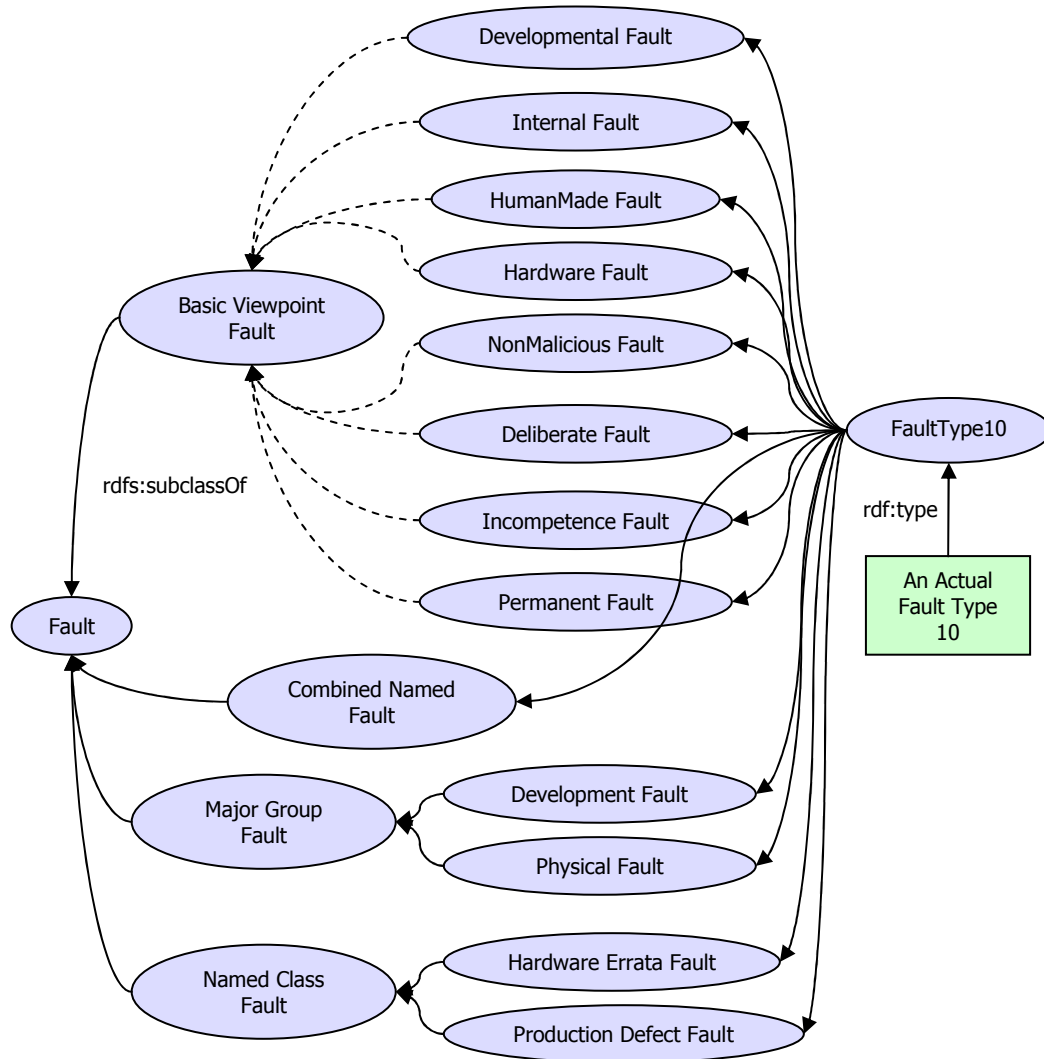 Developmental Fault
Internal Fault
HumanMade Fault
Hardware Fault
Basic Viewpoint
Fault
NonMalicious Fault
Deliberate Fault
FaultType10
rdfs:subclassOf
Incompetence Fault
rdf:type
An Actual
Fault Type
10
Permanent Fault
Fault
Combined Named
Fault
Development Fault
Major Group
Fault
Physical Fault
Hardware Errata Fault
Named Class
Fault
Production Defect Fault